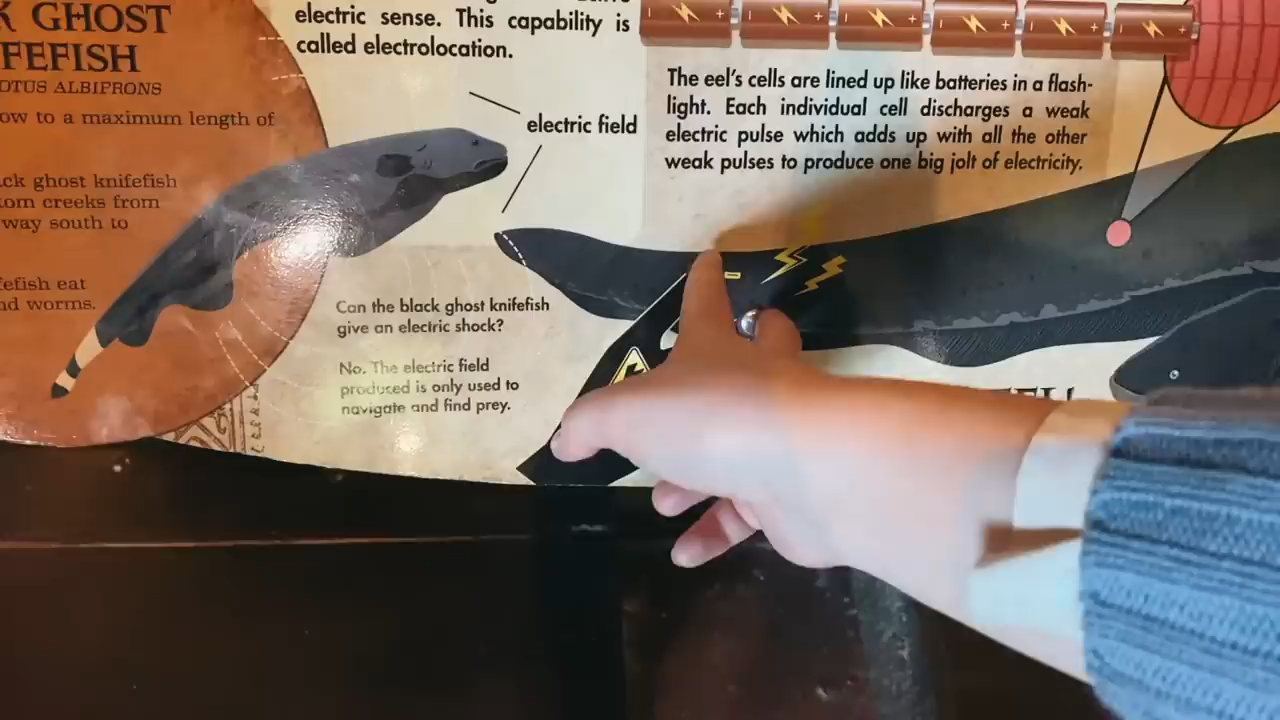 K GHOST
FEFISH
OTUS ALBIFRONS
ow to a maximum length of
ck ghost knifefish
tom creeks from
way south to
fefish eat
nd worms.
electric sense. This capability is
called electrolocation.
electric field
Can the black ghost knifefish
give an electric shock?
No. The electric field
produced is only used to
navigate and find prey.
The eel's cells are lined up like batteries in a flash-
light. Each individual cell discharges a weak
electric pulse which adds up with all the other
weak pulses to produce one big jolt of electricity.